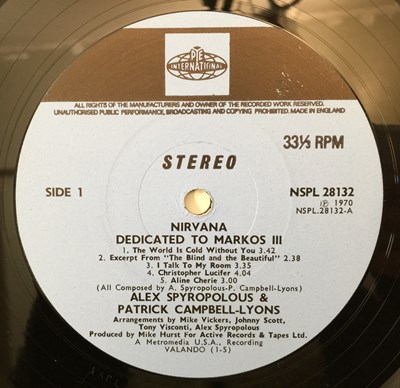 PYE
INTERNATIONAL
ALL RIGHTS OF THE MANUFACTURERS AND OWNER OF THE RECORDED WORK RESERVED.
UNAUTHORISED PUBLIC PERFORMANCE, BROADCASTING AND COPYING PROHIBITED. MADE IN ENGLAND
33⅓ RPM
STEREO
SIDE 1
NSPL 28132
℗ 1970
NSPL.28132-A
NIRVANA
DEDICATED TO MARKOS III
1. The World Is Cold Without You 3.42
2. Excerpt From "The Blind and the Beautiful" 2.38
3. I Talk To My Room 3.35
4. Christopher Lucifer 4.04
5. Aline Cherie 3.00
(All Composed by A. Spyropolous-P. Campbell-Lyons)
ALEX SPYROPOLOUS &
PATRICK CAMPBELL-LYONS
Arrangements by Mike Vickers, Johnny Scott,
Tony Visconti, Alex Spyropolous
Produced by Mike Hurst For Active Records & Tapes Ltd.
A Metromedia U.S.A., Recording
VALANDO (1-5)